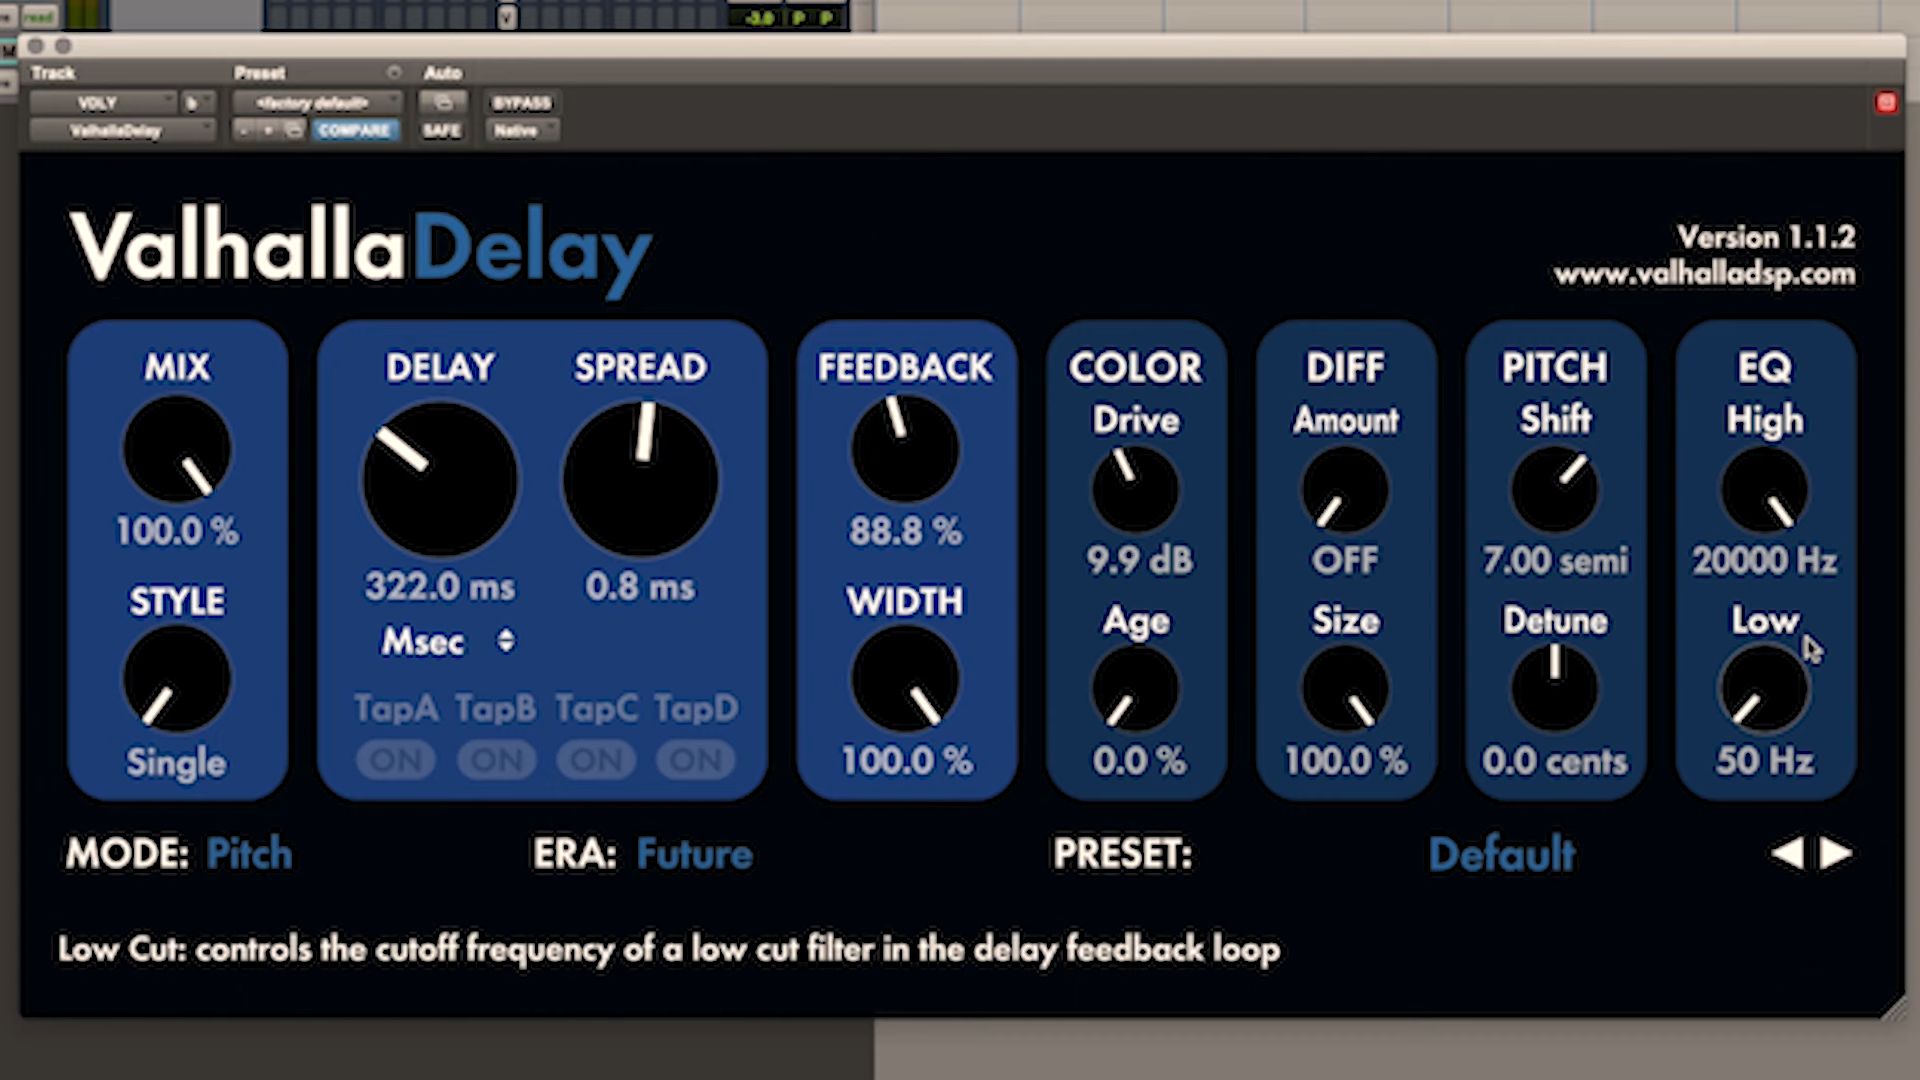 read
-3.0 P P
Track Preset Auto
VOLY b <factory default> BYPASS
ValhallaDelay - + COMPARE SAFE Native
ValhallaDelay
Version 1.1.2
www.valhalladsp.com
MIX DELAY SPREAD FEEDBACK COLOR DIFF PITCH EQ
Drive Amount Shift High
100.0 % 322.0 ms 0.8 ms 88.8 % 9.9 dB OFF 7.00 semi 20000 Hz
STYLE Msec WIDTH Age Size Detune Low
TapA TapB TapC TapD
ON ON ON ON
Single 100.0 % 0.0 % 100.0 % 0.0 cents 50 Hz
MODE: Pitch ERA: Future PRESET: Default
Low Cut: controls the cutoff frequency of a low cut filter in the delay feedback loop